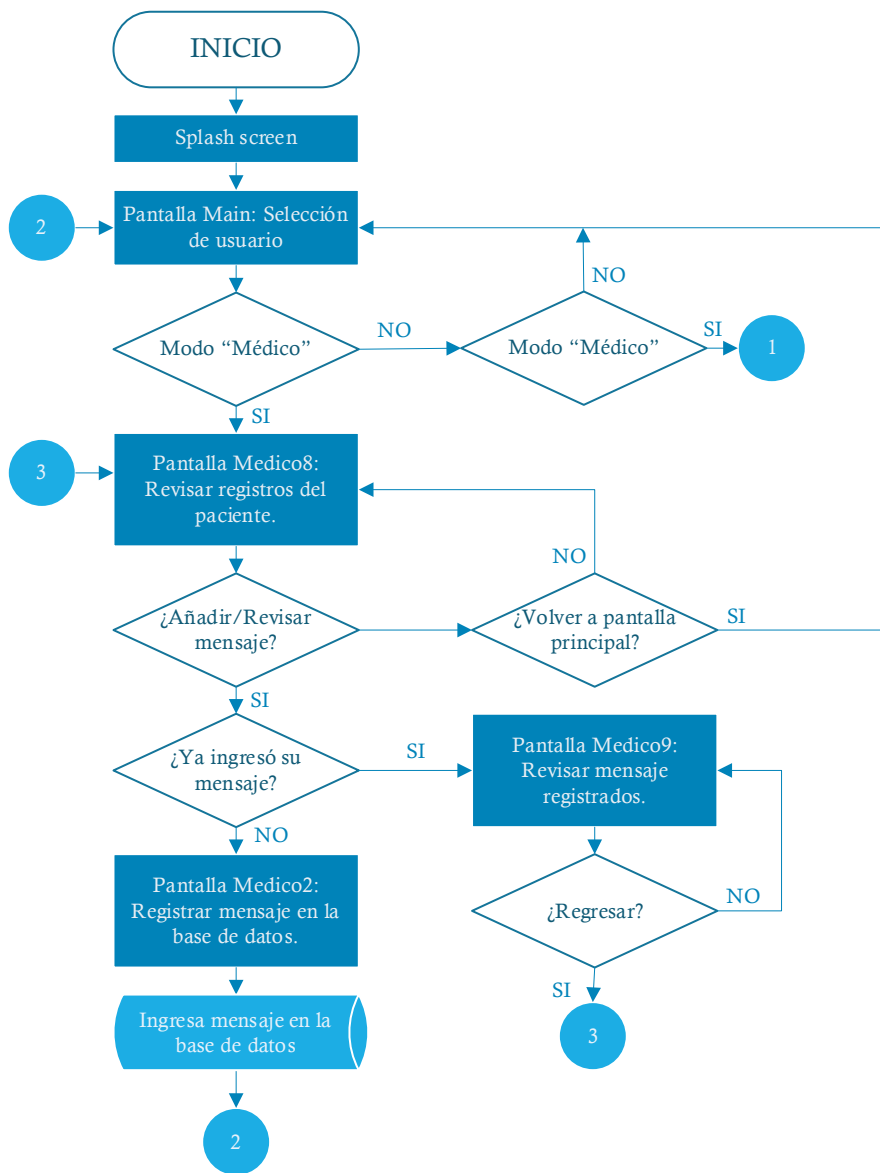 INICIO
Splash screen
2
Pantalla Main: Selección
de usuario
NO
Modo “Médico”
NO
Modo “Médico”
SI
1
SI
3
Pantalla Medico8:
Revisar registros del
paciente.
NO
¿Añadir/Revisar
mensaje?
¿Volver a pantalla
principal?
SI
SI
¿Ya ingresó su
mensaje?
SI
Pantalla Medico9:
Revisar mensaje
registrados.
NO
Pantalla Medico2:
Registrar mensaje en la
base de datos.
¿Regresar?
NO
SI
Ingresa mensaje en la
base de datos
3
2